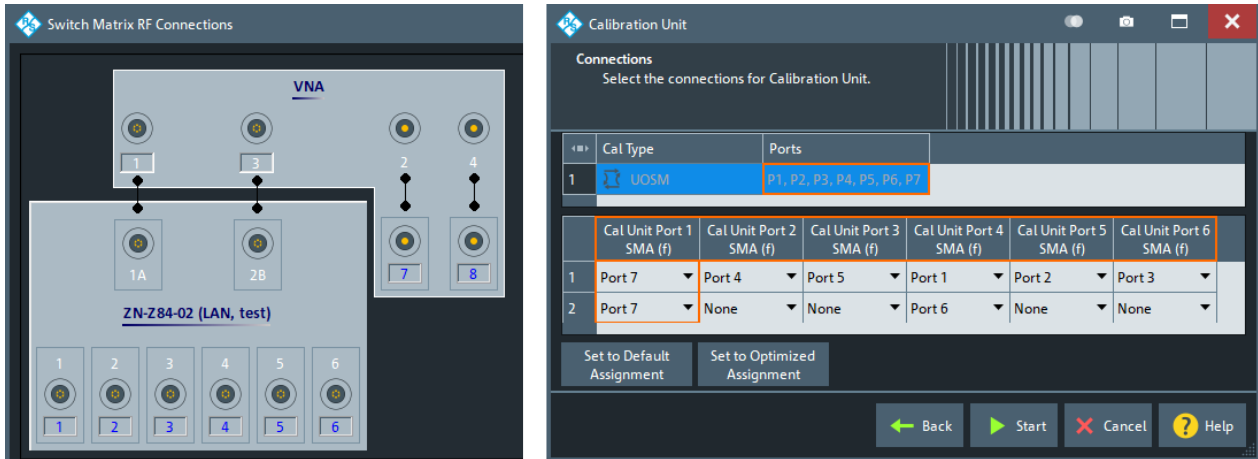 Switch Matrix RF Connections
VNA
1 3 2 4
1A 2B 7 8
ZN-Z84-02 (LAN, test)
1 2 3 4 5 6
1 2 3 4 5 6
Calibration Unit
Connections
Select the connections for Calibration Unit.
Cal Type Ports
1 UOSM P1, P2, P3, P4, P5, P6, P7
Cal Unit Port 1 Cal Unit Port 2 Cal Unit Port 3 Cal Unit Port 4 Cal Unit Port 5 Cal Unit Port 6
SMA (f) SMA (f) SMA (f) SMA (f) SMA (f) SMA (f)
1 Port 7 Port 4 Port 5 Port 1 Port 2 Port 3
2 Port 7 None None Port 6 None None
Set to Default Set to Optimized
Assignment Assignment
Back Start Cancel ? Help